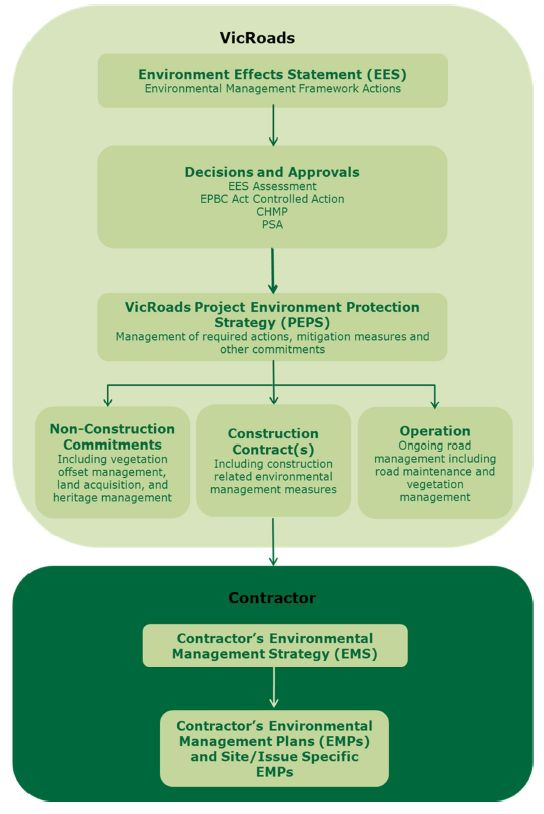 VicRoads
Environment Effects Statement (EES)
Environmental Management Framework Actions
Decisions and Approvals
EES Assessment
EPBC Act Controlled Action
CHMP
PSA
VicRoads Project Environment Protection
Strategy (PEPS)
Management of required actions, mitigation measures and
other commitments
Non-Construction
Commitments
Including vegetation
offset management,
land acquisition, and
heritage management
Construction
Contract(s)
Including construction
related environmental
management measures
Operation
Ongoing road
management including
road maintenance and
vegetation
management
Contractor
Contractor's Environmental
Management Strategy (EMS)
Contractor's Environmental
Management Plans (EMPs)
and Site/Issue Specific
EMPs